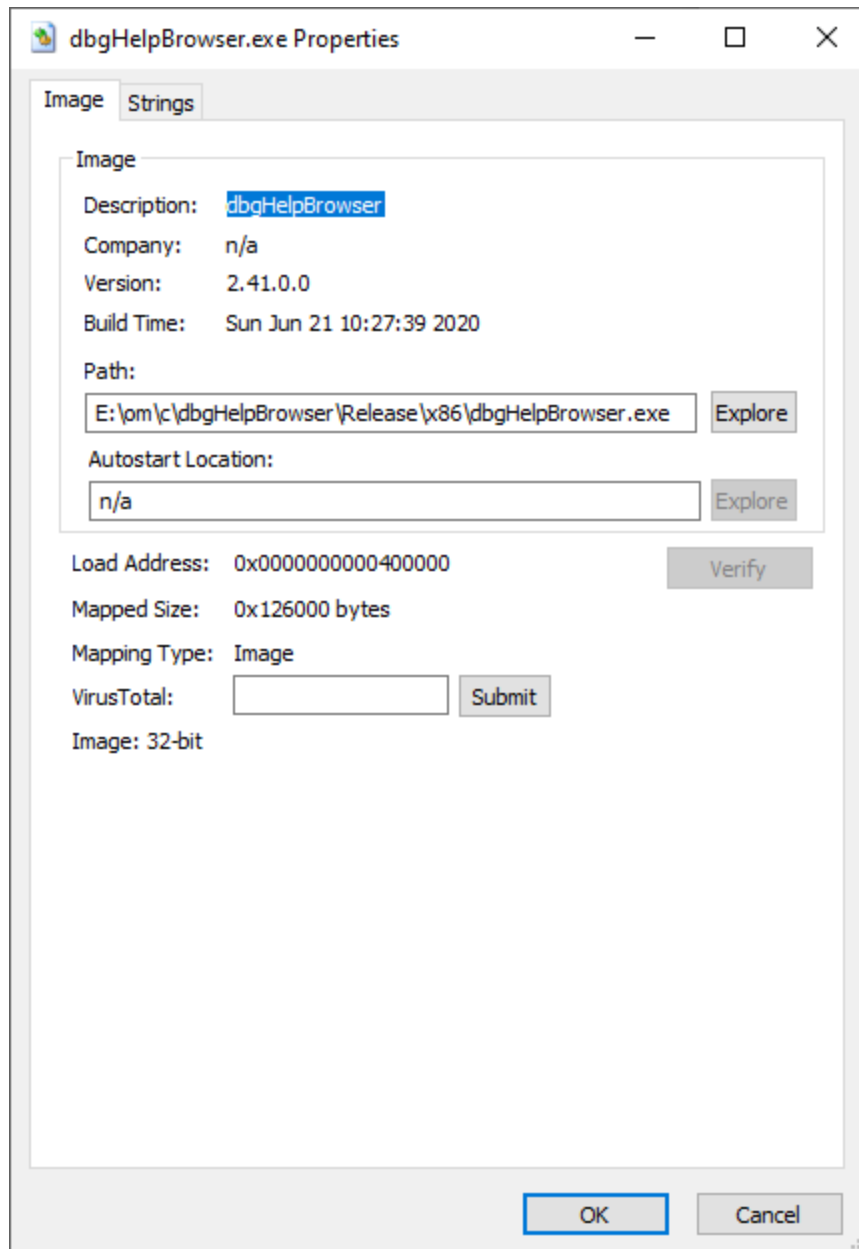 dbgHelpBrowser.exe Properties
Image Strings
Image
Description: dbgHelpBrowser
Company: n/a
Version: 2.41.0.0
Build Time: Sun Jun 21 10:27:39 2020
Path:
E:\om\c\dbgHelpBrowser\Release\x86\dbgHelpBrowser.exe Explore
Autostart Location:
n/a Explore
Load Address: 0x0000000000400000 Verify
Mapped Size: 0x126000 bytes
Mapping Type: Image
VirusTotal: Submit
Image: 32-bit
OK Cancel